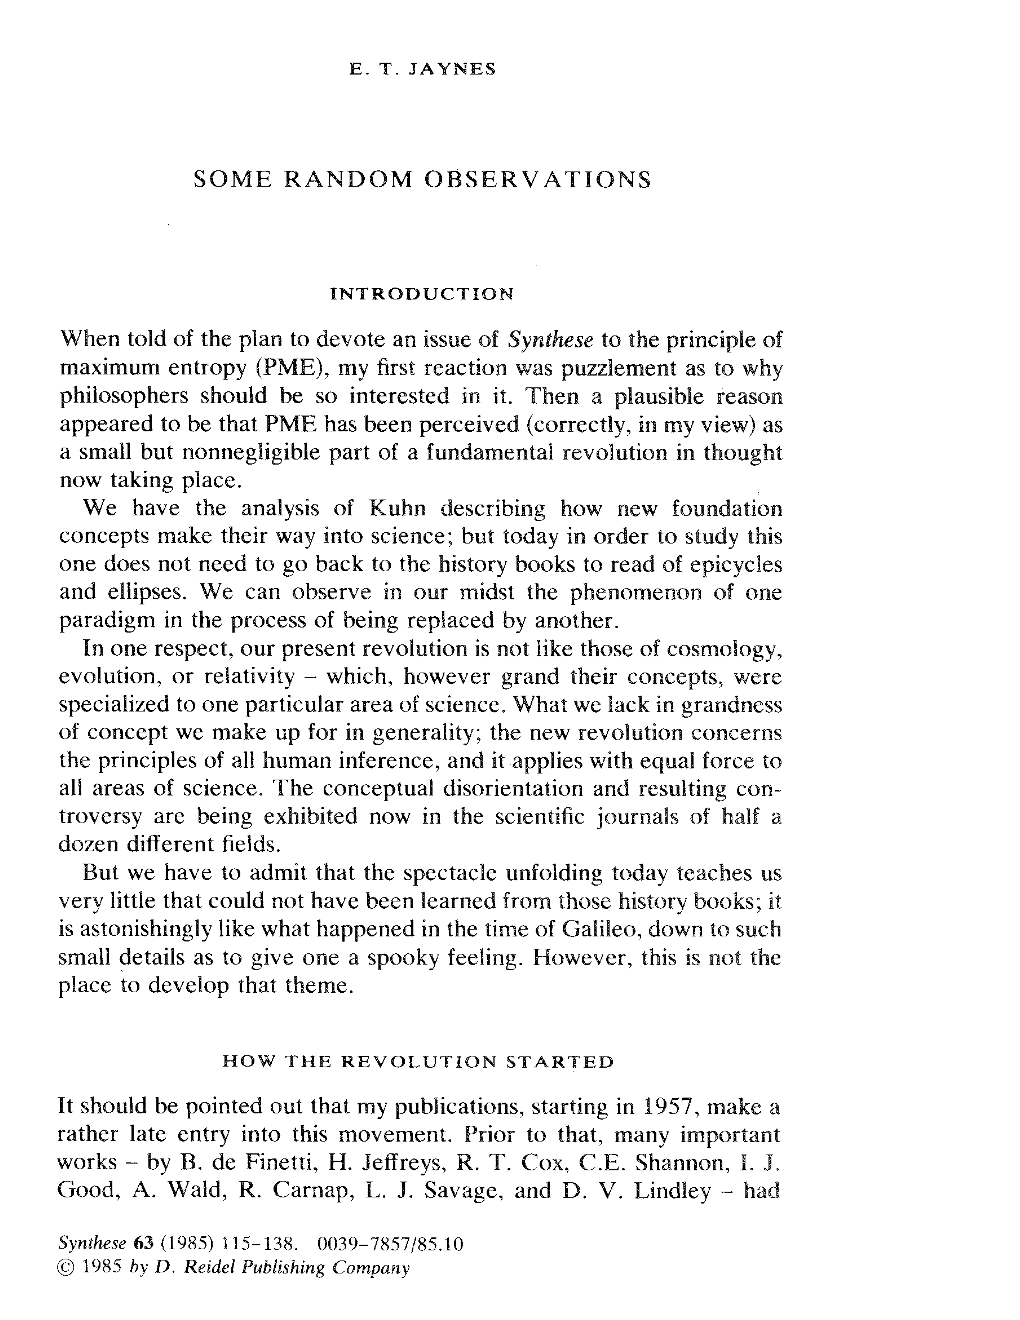 E. T. JAYNES
SOME RANDOM OBSERVATIONS
INTRODUCTION
When told of the plan to devote an issue of Synthese to the principle of
maximum entropy (PME), my first reaction was puzzlement as to why
philosophers should be so interested in it. Then a plausible reason
appeared to be that PME has been perceived (correctly, in my view) as
a small but nonnegligible part of a fundamental revolution in thought
now taking place.
We have the analysis of Kuhn describing how new foundation
concepts make their way into science; but today in order to study this
one does not need to go back to the history books to read of epicycles
and ellipses. We can observe in our midst the phenomenon of one
paradigm in the process of being replaced by another.
In one respect, our present revolution is not like those of cosmology,
evolution, or relativity – which, however grand their concepts, were
specialized to one particular area of science. What we lack in grandness
of concept we make up for in generality; the new revolution concerns
the principles of all human inference, and it applies with equal force to
all areas of science. The conceptual disorientation and resulting con-
troversy are being exhibited now in the scientific journals of half a
dozen different fields.
But we have to admit that the spectacle unfolding today teaches us
very little that could not have been learned from those history books; it
is astonishingly like what happened in the time of Galileo, down to such
small details as to give one a spooky feeling. However, this is not the
place to develop that theme.
HOW THE REVOLUTION STARTED
It should be pointed out that my publications, starting in 1957, make a
rather late entry into this movement. Prior to that, many important
works – by B. de Finetti, H. Jeffreys, R. T. Cox, C.E. Shannon, I. J.
Good, A. Wald, R. Carnap, L. J. Savage, and D. V. Lindley – had
Synthese 63 (1985) 115–138. 0039–7857/85.10
© 1985 by D. Reidel Publishing Company